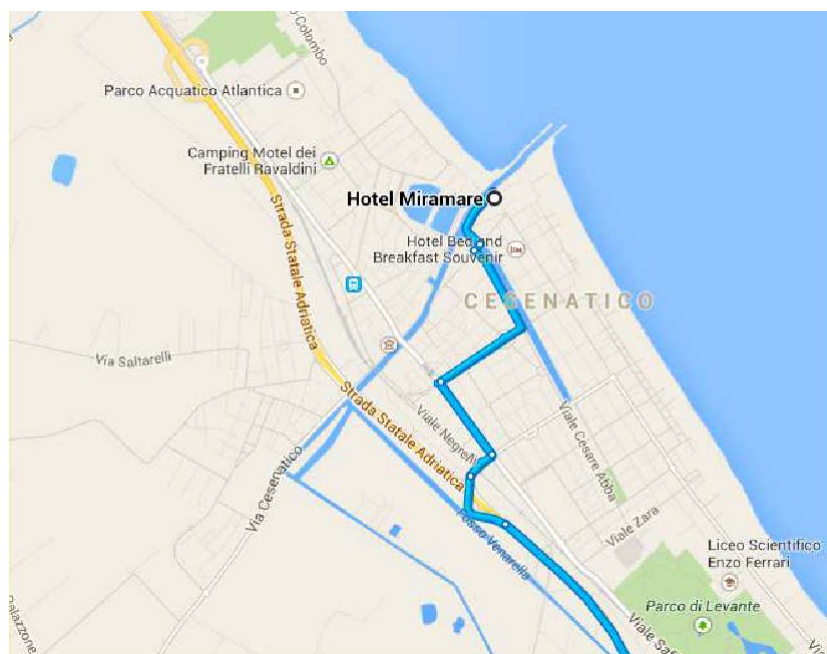 Colombo
Parco Acquatico Atlantica
Camping Motel dei
Fratelli Ravaldini
Hotel Miramare
Strada Statale Adriatica
Hotel Bed and
Breakfast Souvenir
CESENATICO
Via Saltarelli
Strada Statale Adriatica
Viale Negrelli
Viale Cesare Abba
Via Cesenatico
Fosso Venarella
Viale Zara
Liceo Scientifico
Enzo Ferrari
Parco di Levante
Viale